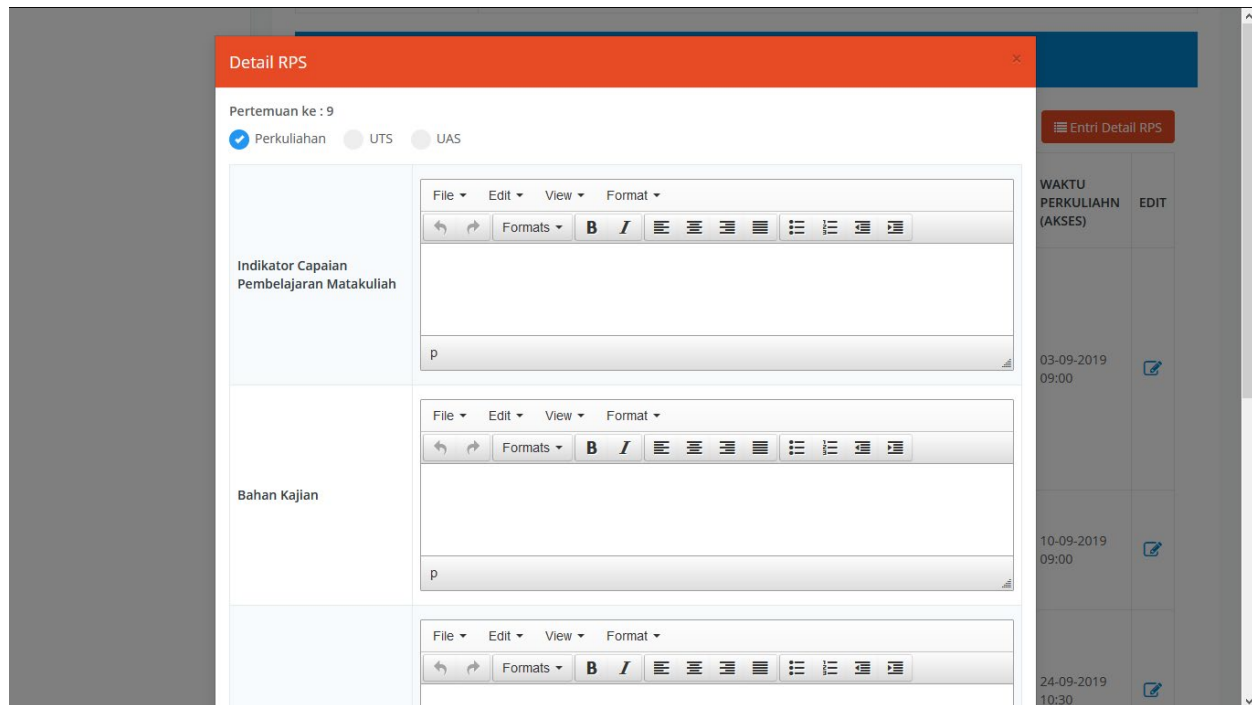 Detail RPS
×
Pertemuan ke : 9
Perkuliahan UTS UAS
Entri Detail RPS
WAKTU
PERKULIAHN
(AKSES)
EDIT
File Edit View Format
Formats B I
Indikator Capaian
Pembelajaran Matakuliah
p
03-09-2019
09:00
File Edit View Format
Formats B I
Bahan Kajian
p
10-09-2019
09:00
File Edit View Format
Formats B I
24-09-2019
10:30